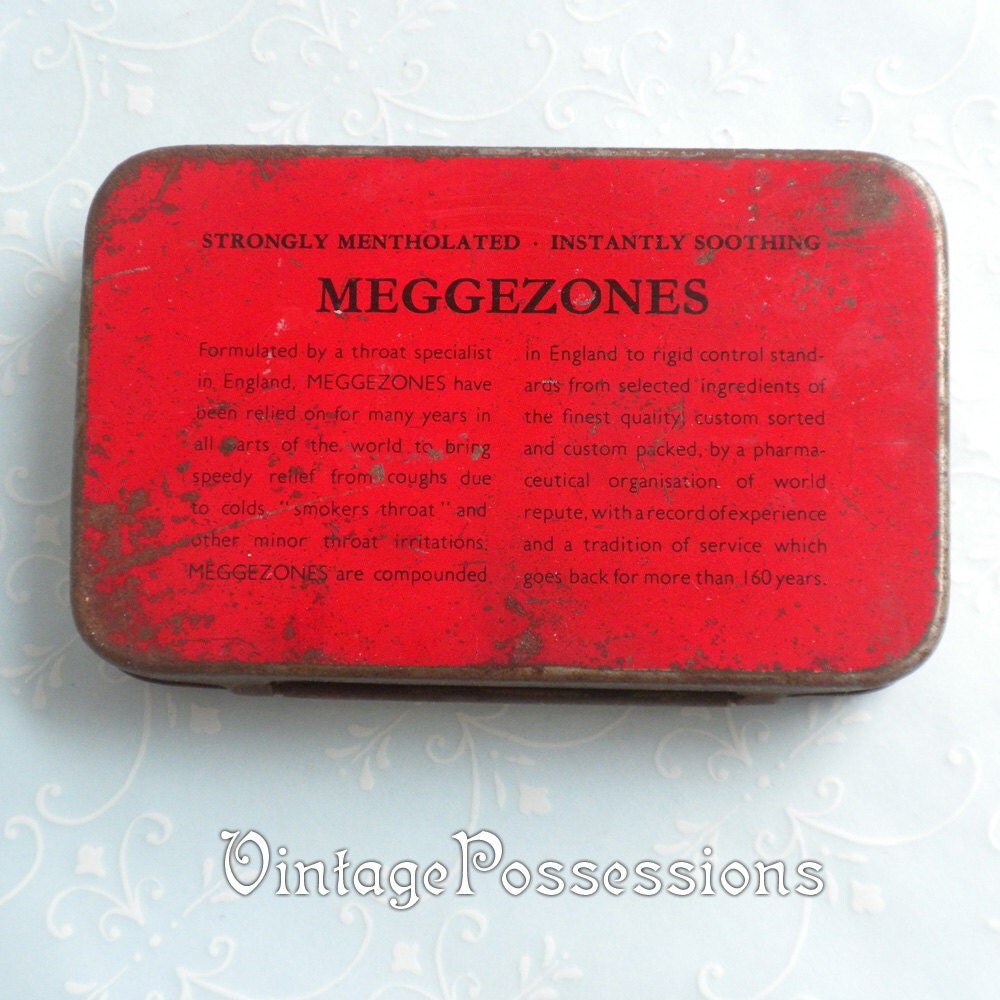 STRONGLY MENTHOLATED · INSTANTLY SOOTHING
MEGGEZONES
Formulated by a throat specialist
in England, MEGGEZONES have
been relied on for many years in
all parts of the world to bring
speedy relief from coughs due
to colds, "smokers throat" and
other minor throat irritations.
MEGGEZONES are compounded
in England to rigid control stand-
ards from selected ingredients of
the finest quality, custom sorted
and custom packed, by a pharma-
ceutical organisation of world
repute, with a record of experience
and a tradition of service which
goes back for more than 160 years.
VintagePossessions